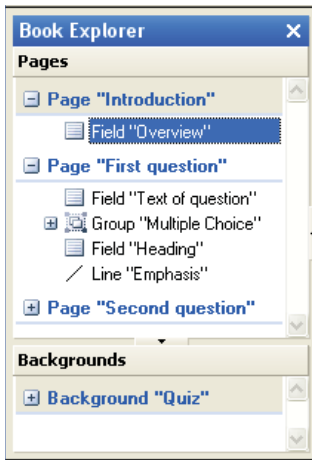 Book Explorer
Pages
Page "Introduction"
Field "Overview"
Page "First question"
Field "Text of question"
Group "Multiple Choice"
Field "Heading"
Line "Emphasis"
Page "Second question"
Backgrounds
Background "Quiz"